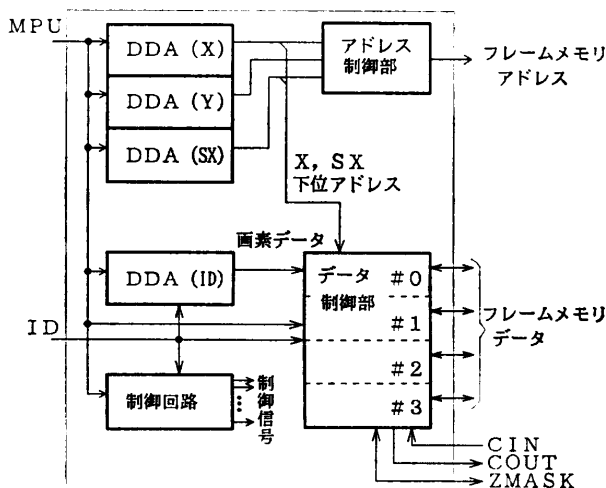 MPU
DDA (X)
DDA (Y)
DDA (SX)
アドレス
制御部
フレームメモリ
アドレス
X, SX
下位アドレス
画素データ
DDA (ID)
データ
制御部
#0
#1
#2
#3
フレームメモリ
データ
ID
制御回路
制御信号
CIN
COUT
ZMASK